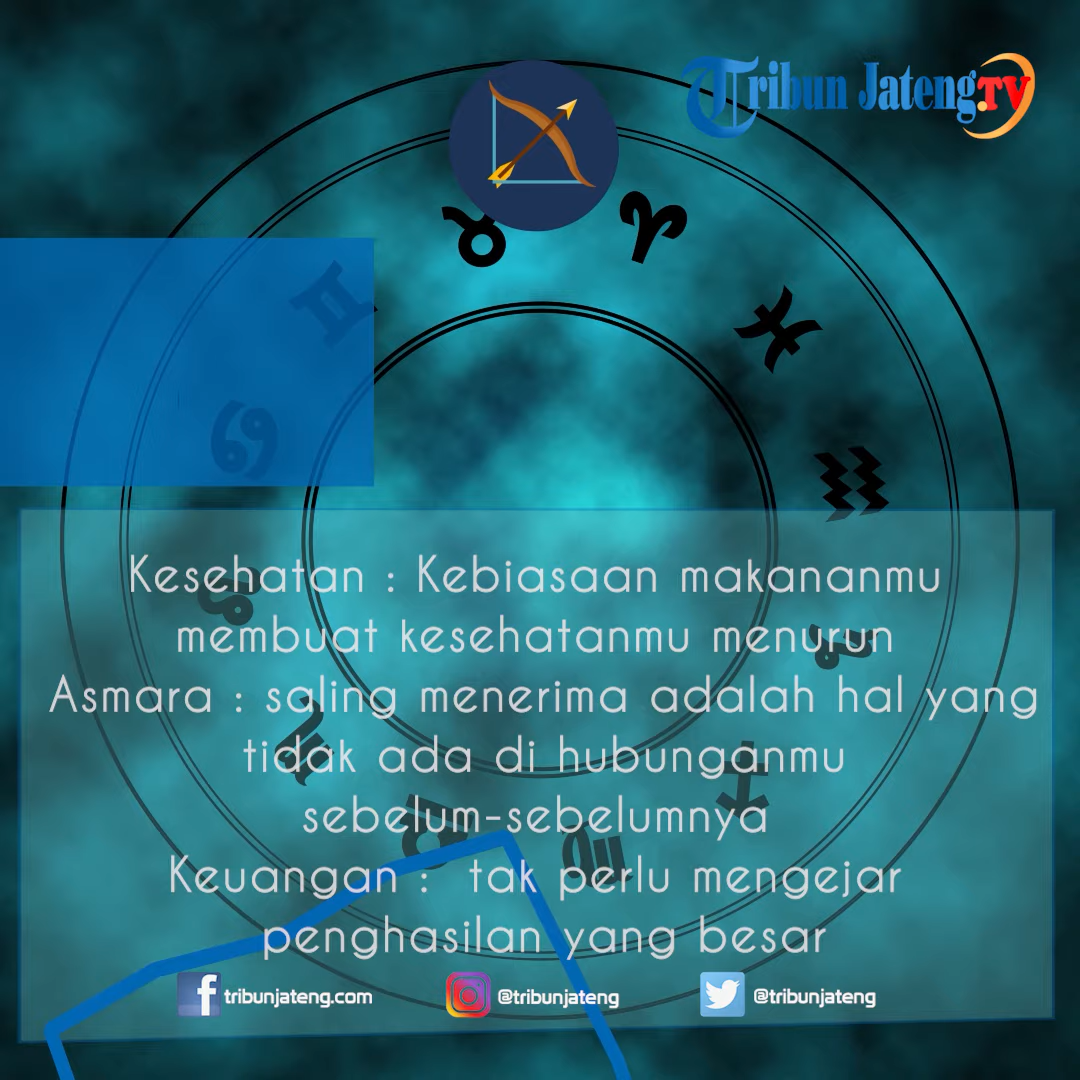 Tribun Jateng.TV
Kesehatan : Kebiasaan makananmu
membuat kesehatanmu menurun
Asmara : saling menerima adalah hal yang
tidak ada di hubunganmu
sebelum-sebelumnya
Keuangan : tak perlu mengejar
penghasilan yang besar
tribunjateng.com @tribunjateng @tribunjateng